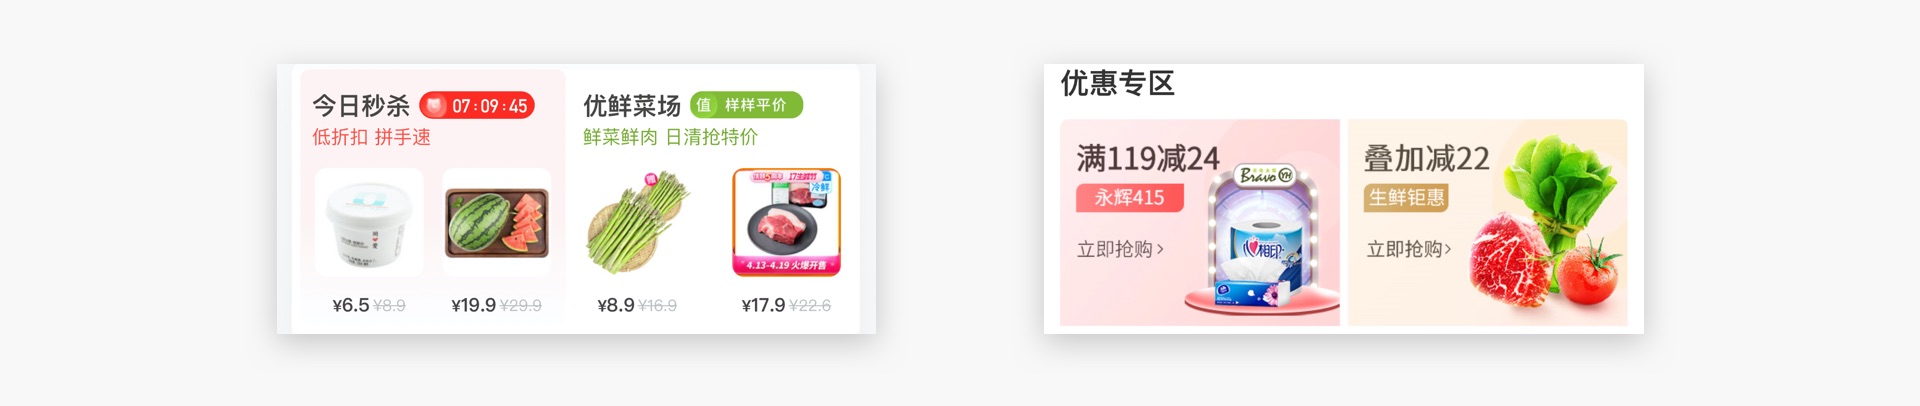 今日秒杀 07:09:45
低折扣 拼手速
¥6.5 ¥8.9
¥19.9 ¥29.9
优鲜菜场 值 样样平价
鲜菜鲜肉 日清抢特价
冷鲜
4.13-4.19 火爆开售
¥8.9 ¥16.9
¥17.9 ¥22.6
优惠专区
满119减24
永辉415
立即抢购>
Bravo YH
心相印
叠加减22
生鲜钜惠
立即抢购>